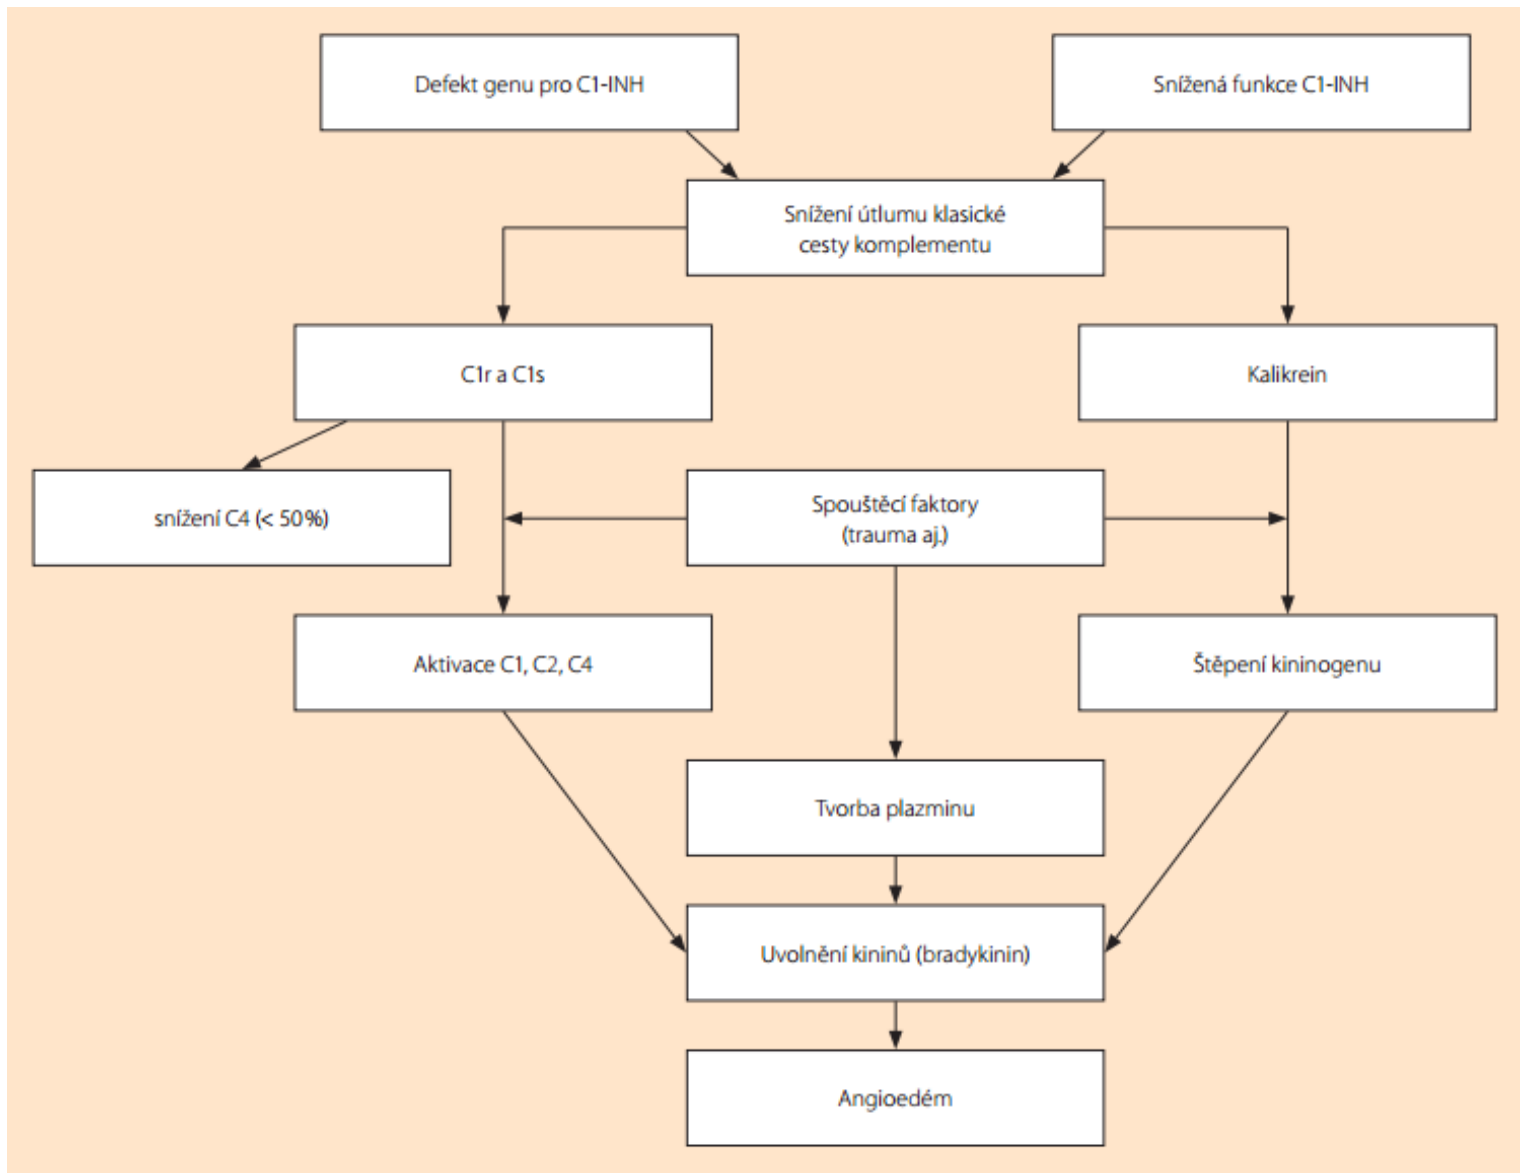 Defekt genu pro C1-INH
Snížená funkce C1-INH
Snížení útlumu klasické
cesty komplementu
C1r a C1s
Kalikrein
snížení C4 (< 50%)
Spouštěcí faktory
(trauma aj.)
Aktivace C1, C2, C4
Štěpení kininogenu
Tvorba plazminu
Uvolnění kininů (bradykinin)
Angioedém